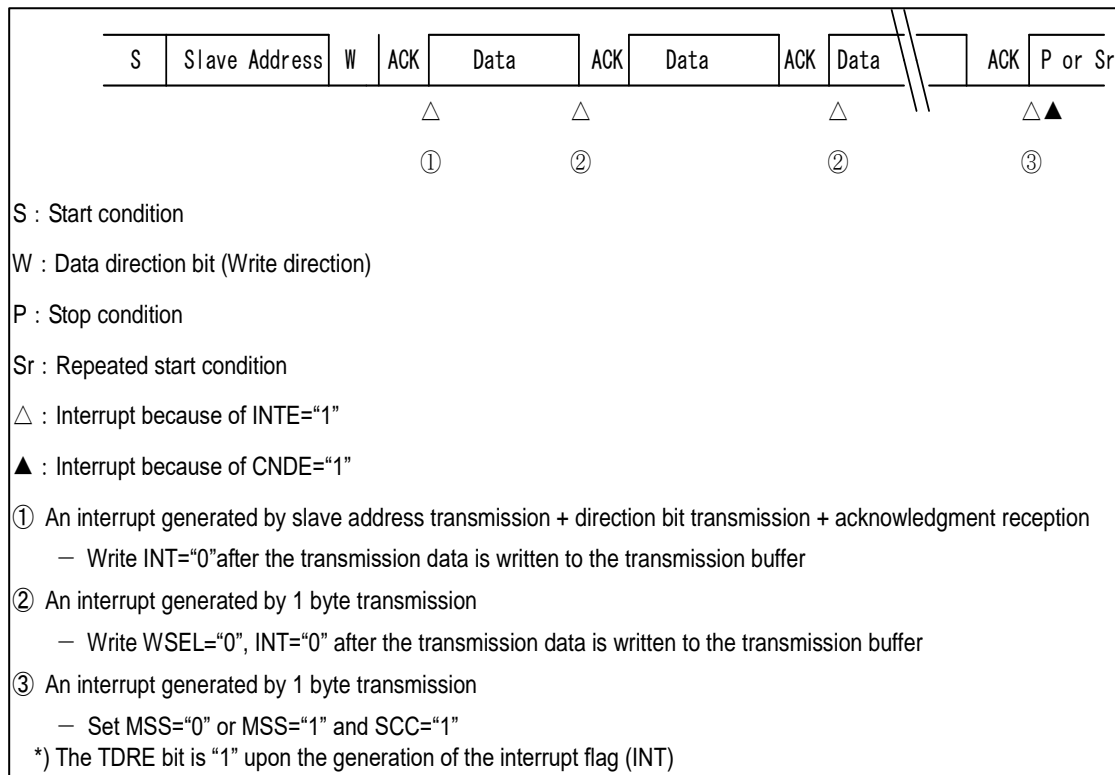 S Slave Address W ACK Data ACK Data ACK Data ACK P or Sr
△ △ △ △▲
① ② ② ③
S : Start condition
W : Data direction bit (Write direction)
P : Stop condition
Sr : Repeated start condition
△ : Interrupt because of INTE=“1”
▲ : Interrupt because of CNDE=“1”
① An interrupt generated by slave address transmission + direction bit transmission + acknowledgment reception
－ Write INT=“0”after the transmission data is written to the transmission buffer
② An interrupt generated by 1 byte transmission
－ Write WSEL=“0”, INT=“0” after the transmission data is written to the transmission buffer
③ An interrupt generated by 1 byte transmission
－ Set MSS=“0” or MSS=“1” and SCC=“1”
*) The TDRE bit is “1” upon the generation of the interrupt flag (INT)